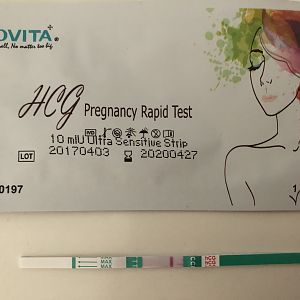 OVITA
all, No matter too big
HCG Pregnancy Rapid Test
IVD
10 mIU Ultra Sensitive Strip
LOT 20170403 20200427
0197
MAX
MAX
hCG